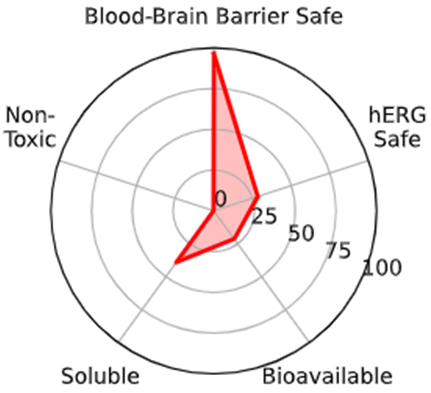 Blood-Brain Barrier Safe
Non-
Toxic
hERG
Safe
0
25
50
75
100
Soluble
Bioavailable